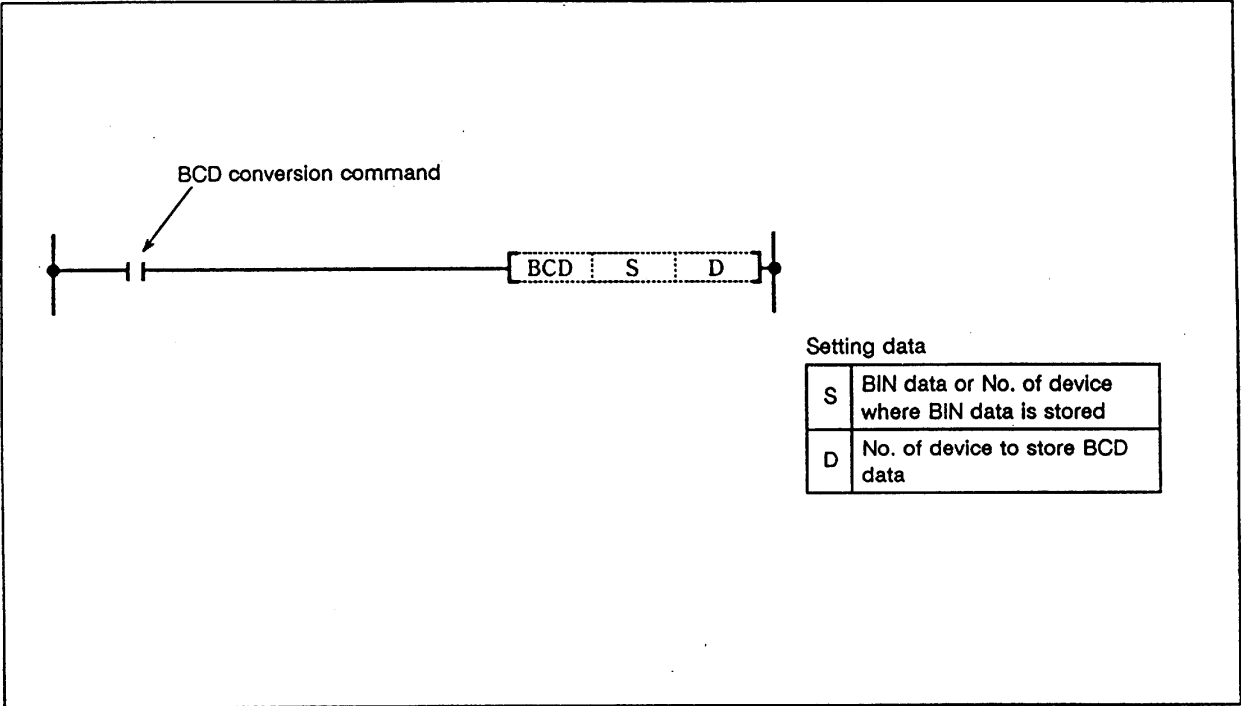 BCD conversion command
BCD S D
Setting data
S BIN data or No. of device
where BIN data is stored
D No. of device to store BCD
data